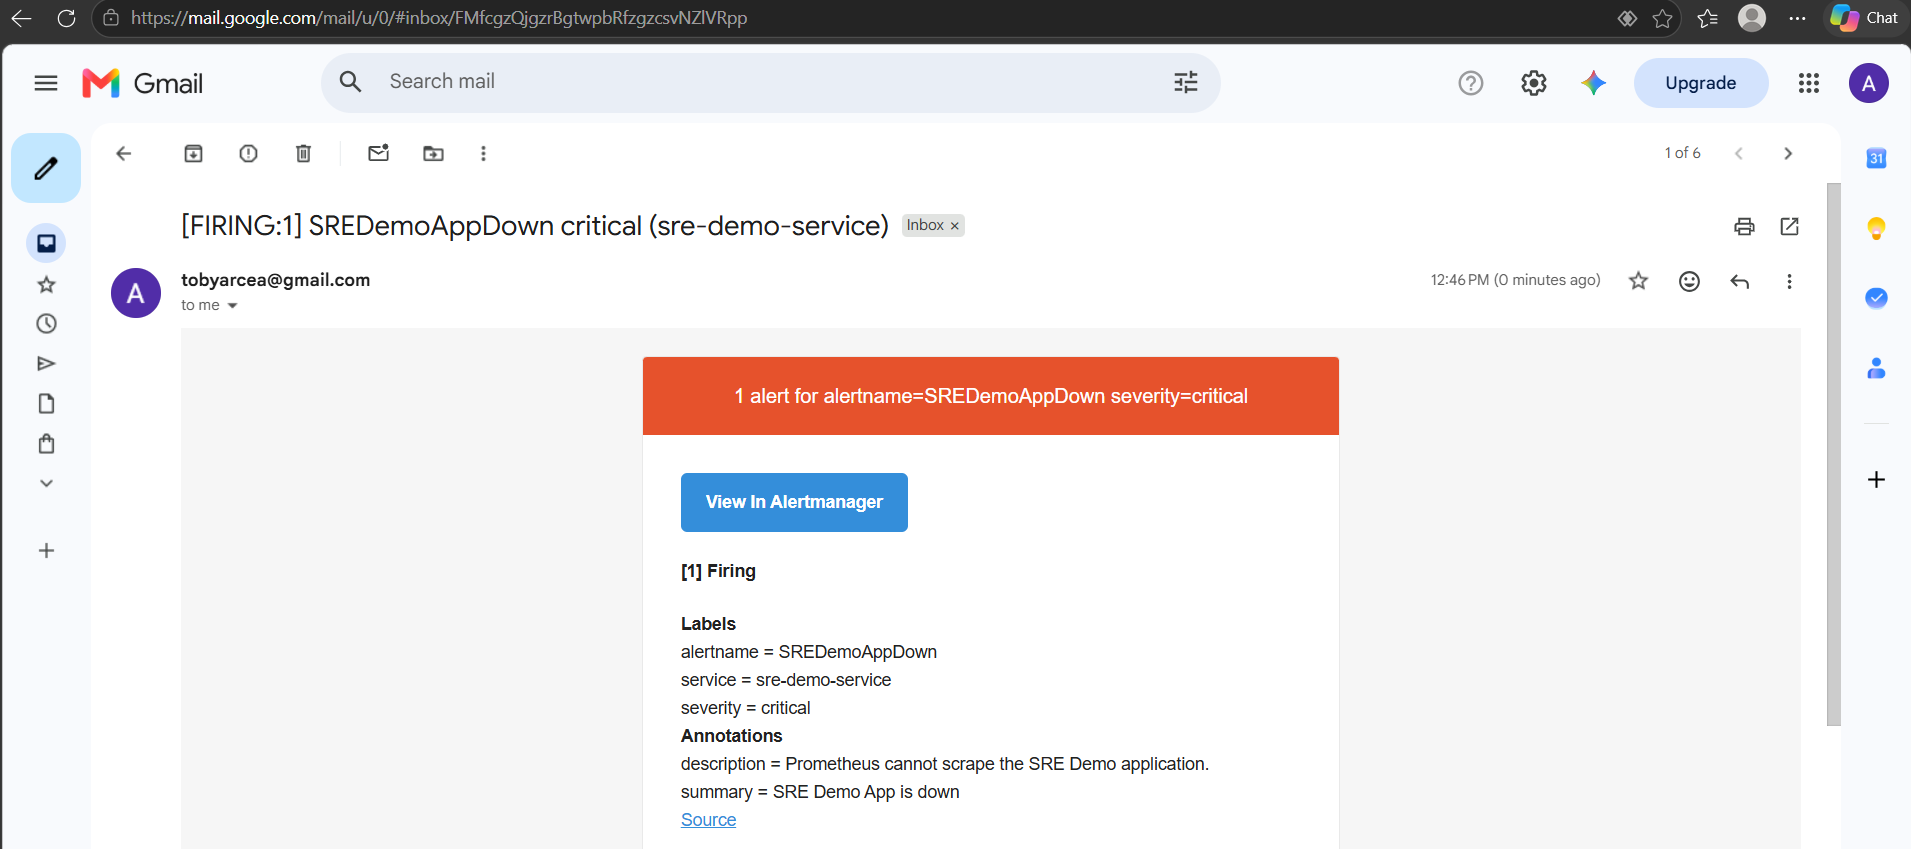 https://mail.google.com/mail/u/0/#inbox/FMfcgzQjgzrBgtwpbRfzgzcsvNZlVRpp
Chat
Gmail
Search mail
Upgrade
A
1 of 6
31
[FIRING:1] SREDemoAppDown critical (sre-demo-service)
Inbox ×
A
tobyarcea@gmail.com
12:46 PM (0 minutes ago)
to me
1 alert for alertname=SREDemoAppDown severity=critical
View In Alertmanager
[1] Firing
Labels
alertname = SREDemoAppDown
service = sre-demo-service
severity = critical
Annotations
description = Prometheus cannot scrape the SRE Demo application.
summary = SRE Demo App is down
Source